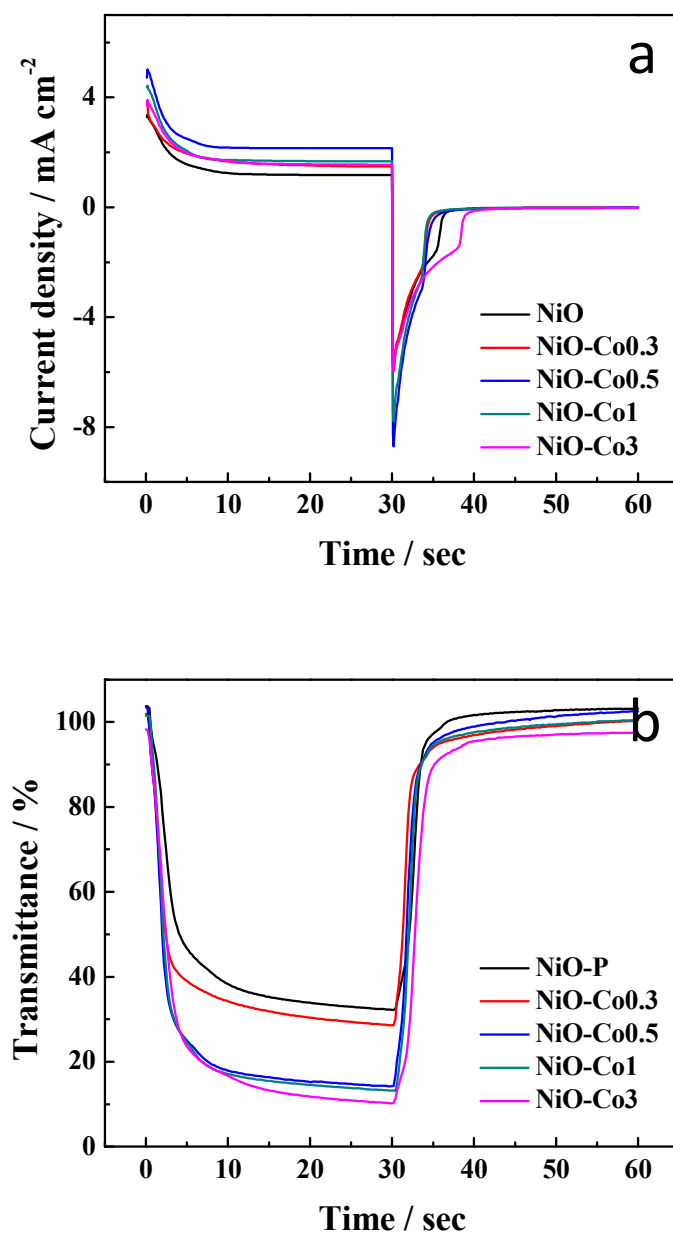 a
Current density / mA cm⁻²
4
0
-4
-8
NiO
NiO-Co0.3
NiO-Co0.5
NiO-Co1
NiO-Co3
0 10 20 30 40 50 60
Time / sec
b
Transmittance / %
100
80
60
40
20
0
NiO-P
NiO-Co0.3
NiO-Co0.5
NiO-Co1
NiO-Co3
0 10 20 30 40 50 60
Time / sec